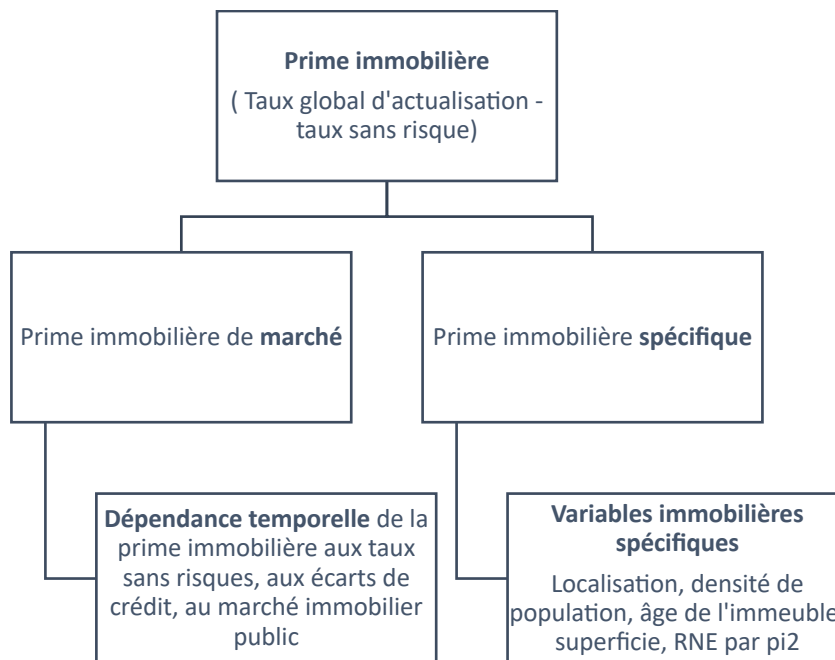 Prime immobilière
( Taux global d'actualisation -
taux sans risque)
Prime immobilière de marché
Prime immobilière spécifique
Dépendance temporelle de la
prime immobilière aux taux
sans risques, aux écarts de
crédit, au marché immobilier
public
Variables immobilières
spécifiques
Localisation, densité de
population, âge de l'immeuble
superficie, RNE par pi2